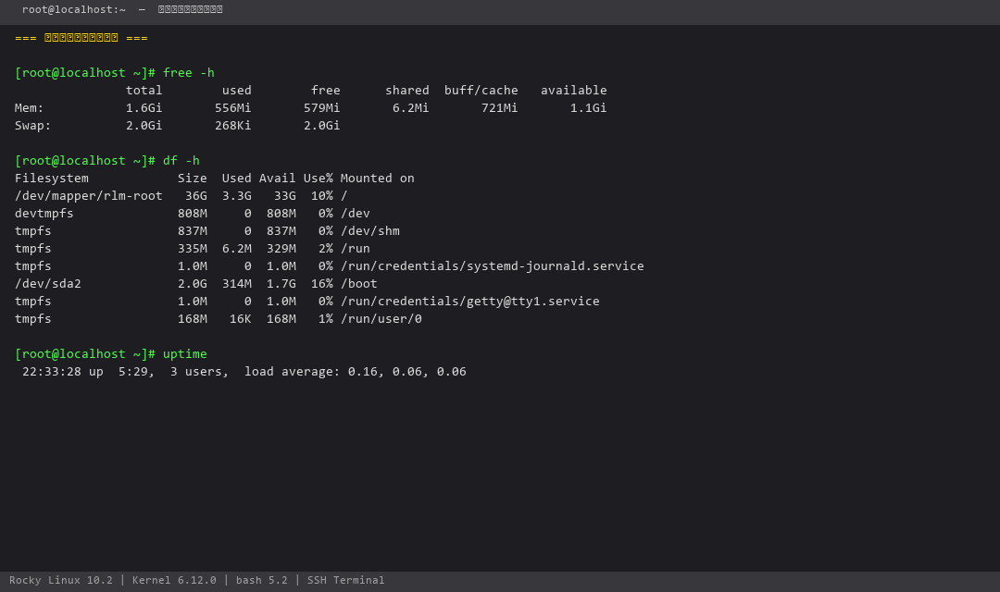 root@localhost:~ —
=== ===
[root@localhost ~]# free -h
total used free shared buff/cache available
Mem: 1.6Gi 556Mi 579Mi 6.2Mi 721Mi 1.1Gi
Swap: 2.0Gi 268Ki 2.0Gi
[root@localhost ~]# df -h
Filesystem Size Used Avail Use% Mounted on
/dev/mapper/rlm-root 36G 3.3G 33G 10% /
devtmpfs 808M 0 808M 0% /dev
tmpfs 837M 0 837M 0% /dev/shm
tmpfs 335M 6.2M 329M 2% /run
tmpfs 1.0M 0 1.0M 0% /run/credentials/systemd-journald.service
/dev/sda2 2.0G 314M 1.7G 16% /boot
tmpfs 1.0M 0 1.0M 0% /run/credentials/getty@tty1.service
tmpfs 168M 16K 168M 1% /run/user/0
[root@localhost ~]# uptime
22:33:28 up 5:29, 3 users, load average: 0.16, 0.06, 0.06
Rocky Linux 10.2 | Kernel 6.12.0 | bash 5.2 | SSH Terminal